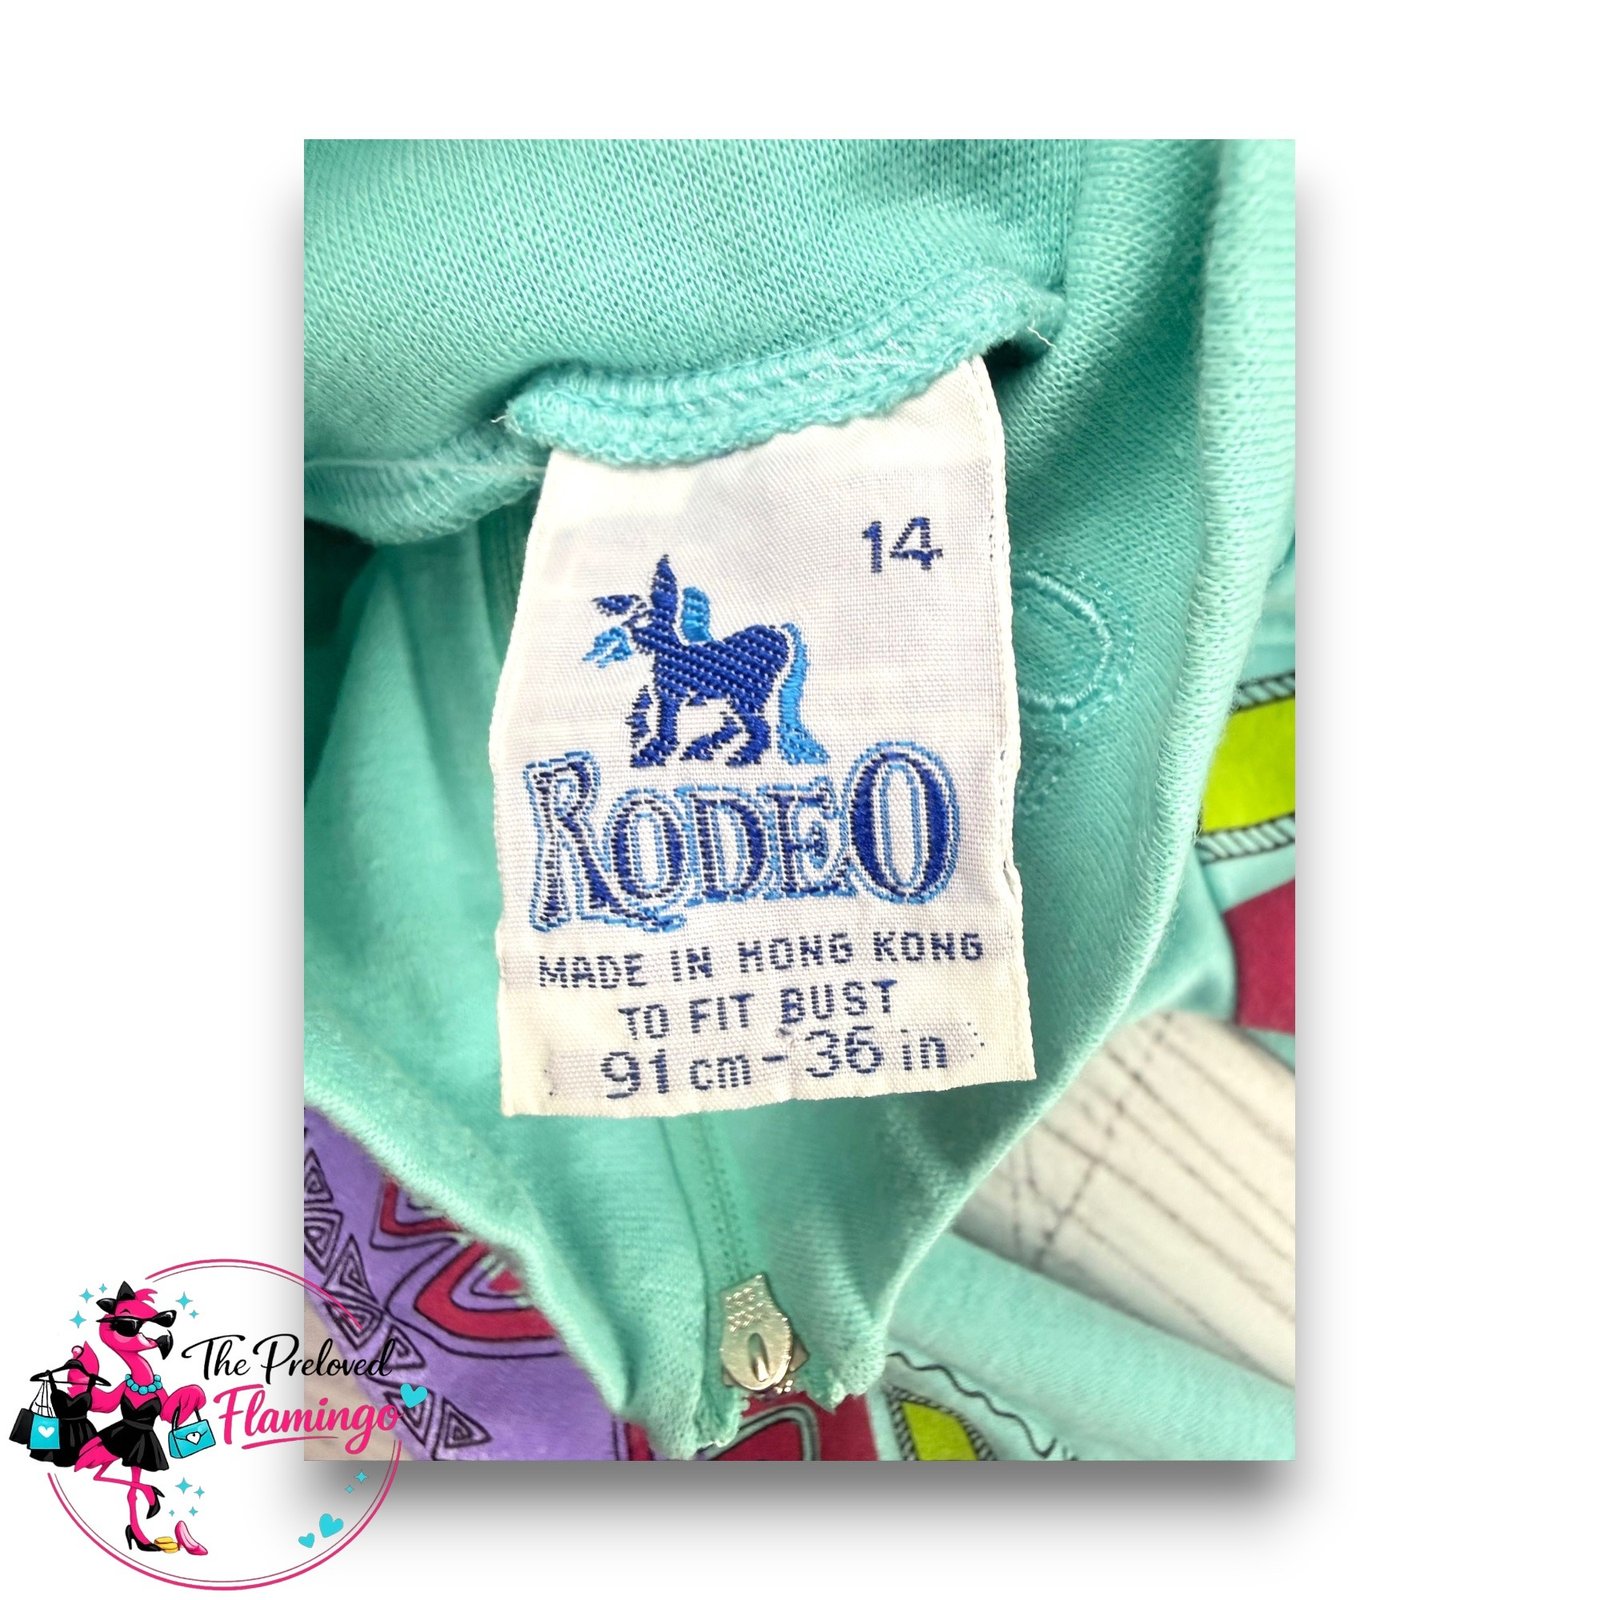 14
RODEO
MADE IN HONG KONG
TO FIT BUST
91 cm - 36 in
The Preloved
Flamingo